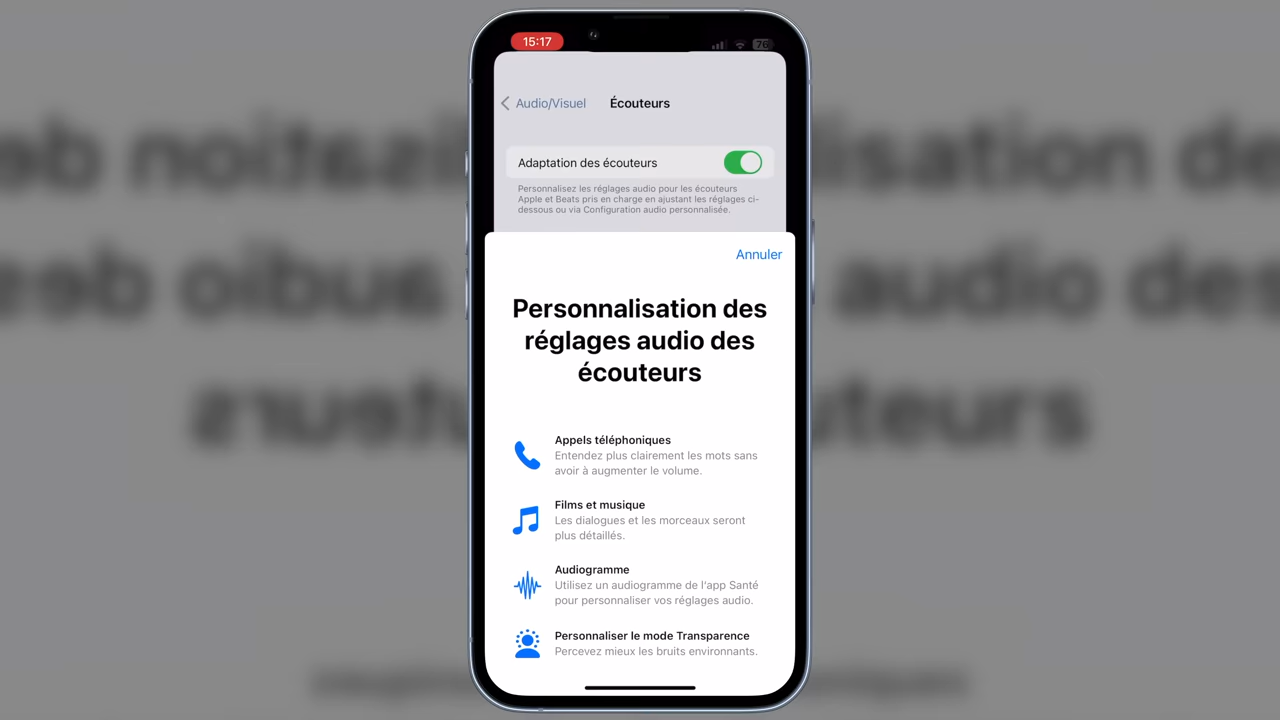 15:17
76
Audio/Visuel
Écouteurs
Adaptation des écouteurs
Personnalisez les réglages audio pour les écouteurs
Apple et Beats pris en charge en ajustant les réglages ci-
dessous ou via Configuration audio personnalisée.
Annuler
Personnalisation des
réglages audio des
écouteurs
Appels téléphoniques
Entendez plus clairement les mots sans
avoir à augmenter le volume.
Films et musique
Les dialogues et les morceaux seront
plus détaillés.
Audiogramme
Utilisez un audiogramme de l'app Santé
pour personnaliser vos réglages audio.
Personnaliser le mode Transparence
Percevez mieux les bruits environnants.